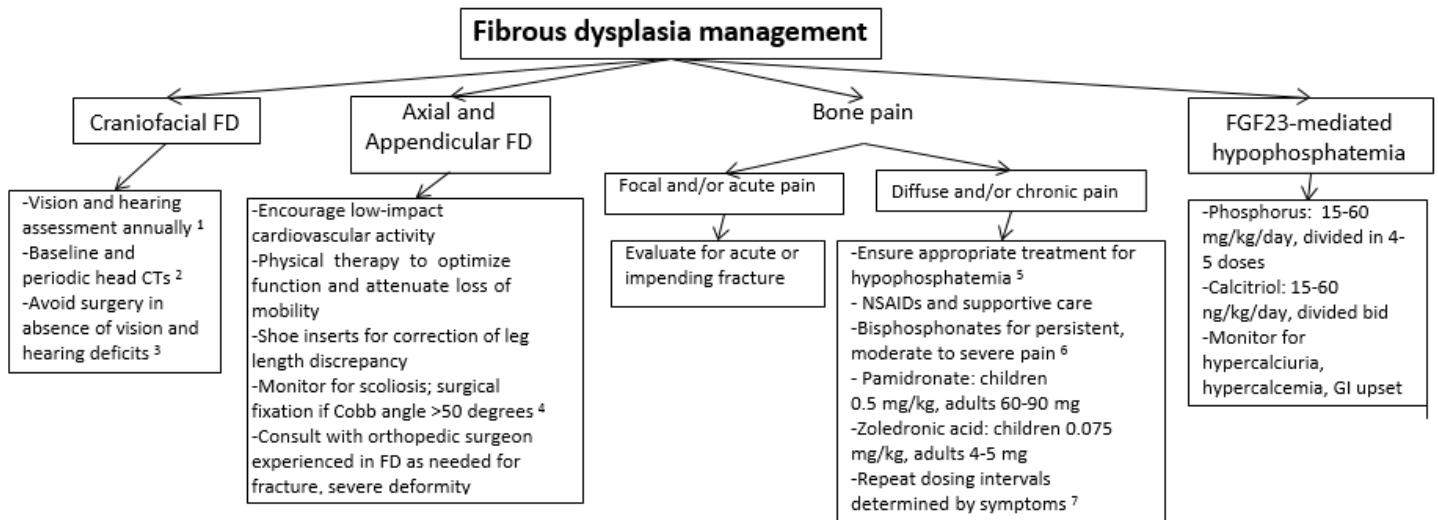 Fibrous dysplasia management
Craniofacial FD
-Vision and hearing
assessment annually 1
-Baseline and
periodic head CTs 2
-Avoid surgery in
absence of vision and
hearing deficits 3
Axial and
Appendicular FD
-Encourage low-impact
cardiovascular activity
-Physical therapy to optimize
function and attenuate loss of
mobility
-Shoe inserts for correction of leg
length discrepancy
-Monitor for scoliosis; surgical
fixation if Cobb angle >50 degrees 4
-Consult with orthopedic surgeon
experienced in FD as needed for
fracture, severe deformity
Bone pain
Focal and/or acute pain
Evaluate for acute or
impending fracture
Diffuse and/or chronic pain
-Ensure appropriate treatment for
hypophosphatemia 5
- NSAIDs and supportive care
-Bisphosphonates for persistent,
moderate to severe pain 6
- Pamidronate: children
0.5 mg/kg, adults 60-90 mg
-Zoledronic acid: children 0.075
mg/kg, adults 4-5 mg
-Repeat dosing intervals
determined by symptoms 7
FGF23-mediated
hypophosphatemia
-Phosphorus: 15-60
mg/kg/day, divided in 4-
5 doses
-Calcitriol: 15-60
ng/kg/day, divided bid
-Monitor for
hypercalciuria,
hypercalcemia, GI upset